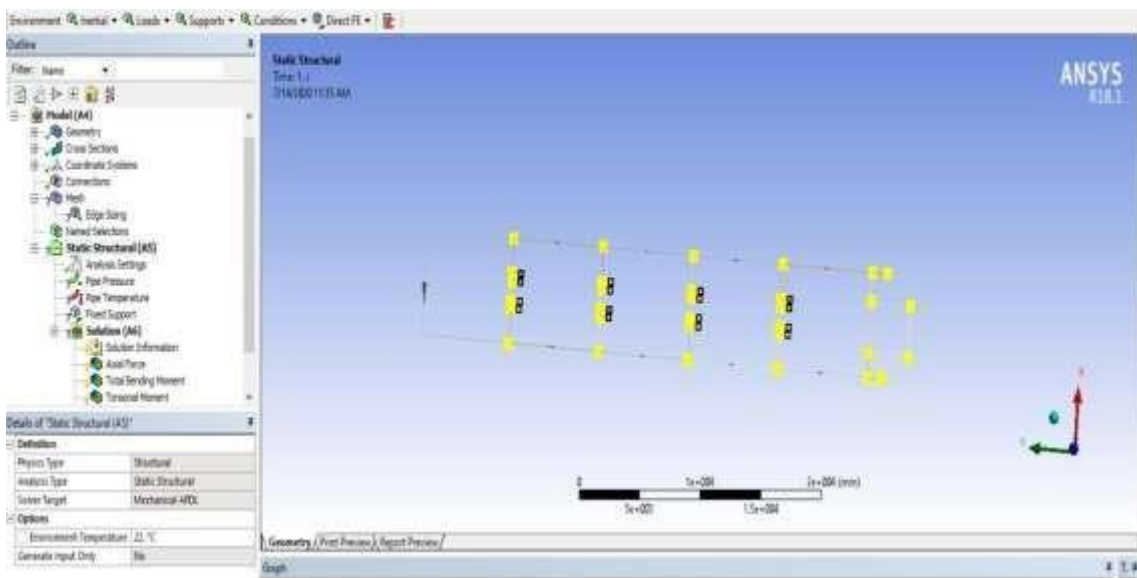 Environment Inertial Loads Supports Conditions Direct FE
Outline
Filter: Name
Model (A4)
Geometry
Cross Sections
Coordinate Systems
Connections
Mesh
Edge Sizing
Named Selections
Static Structural (A5)
Analysis Settings
Pipe Pressure
Pipe Temperature
Fixed Support
Solution (A6)
Solution Information
Axial Force
Total Bending Moment
Torsional Moment
Details of "Static Structural (A5)"
Definition
Physics Type Structural
Analysis Type Static Structural
Solver Target Mechanical APDL
Options
Environment Temperature 22. °C
Generate Input Only No
Static Structural
Time: 1. s
ANSYS
R18.1
0 1e+004 2e+004 (mm)
5e+003 1.5e+004
Geometry Print Preview Report Preview
Graph